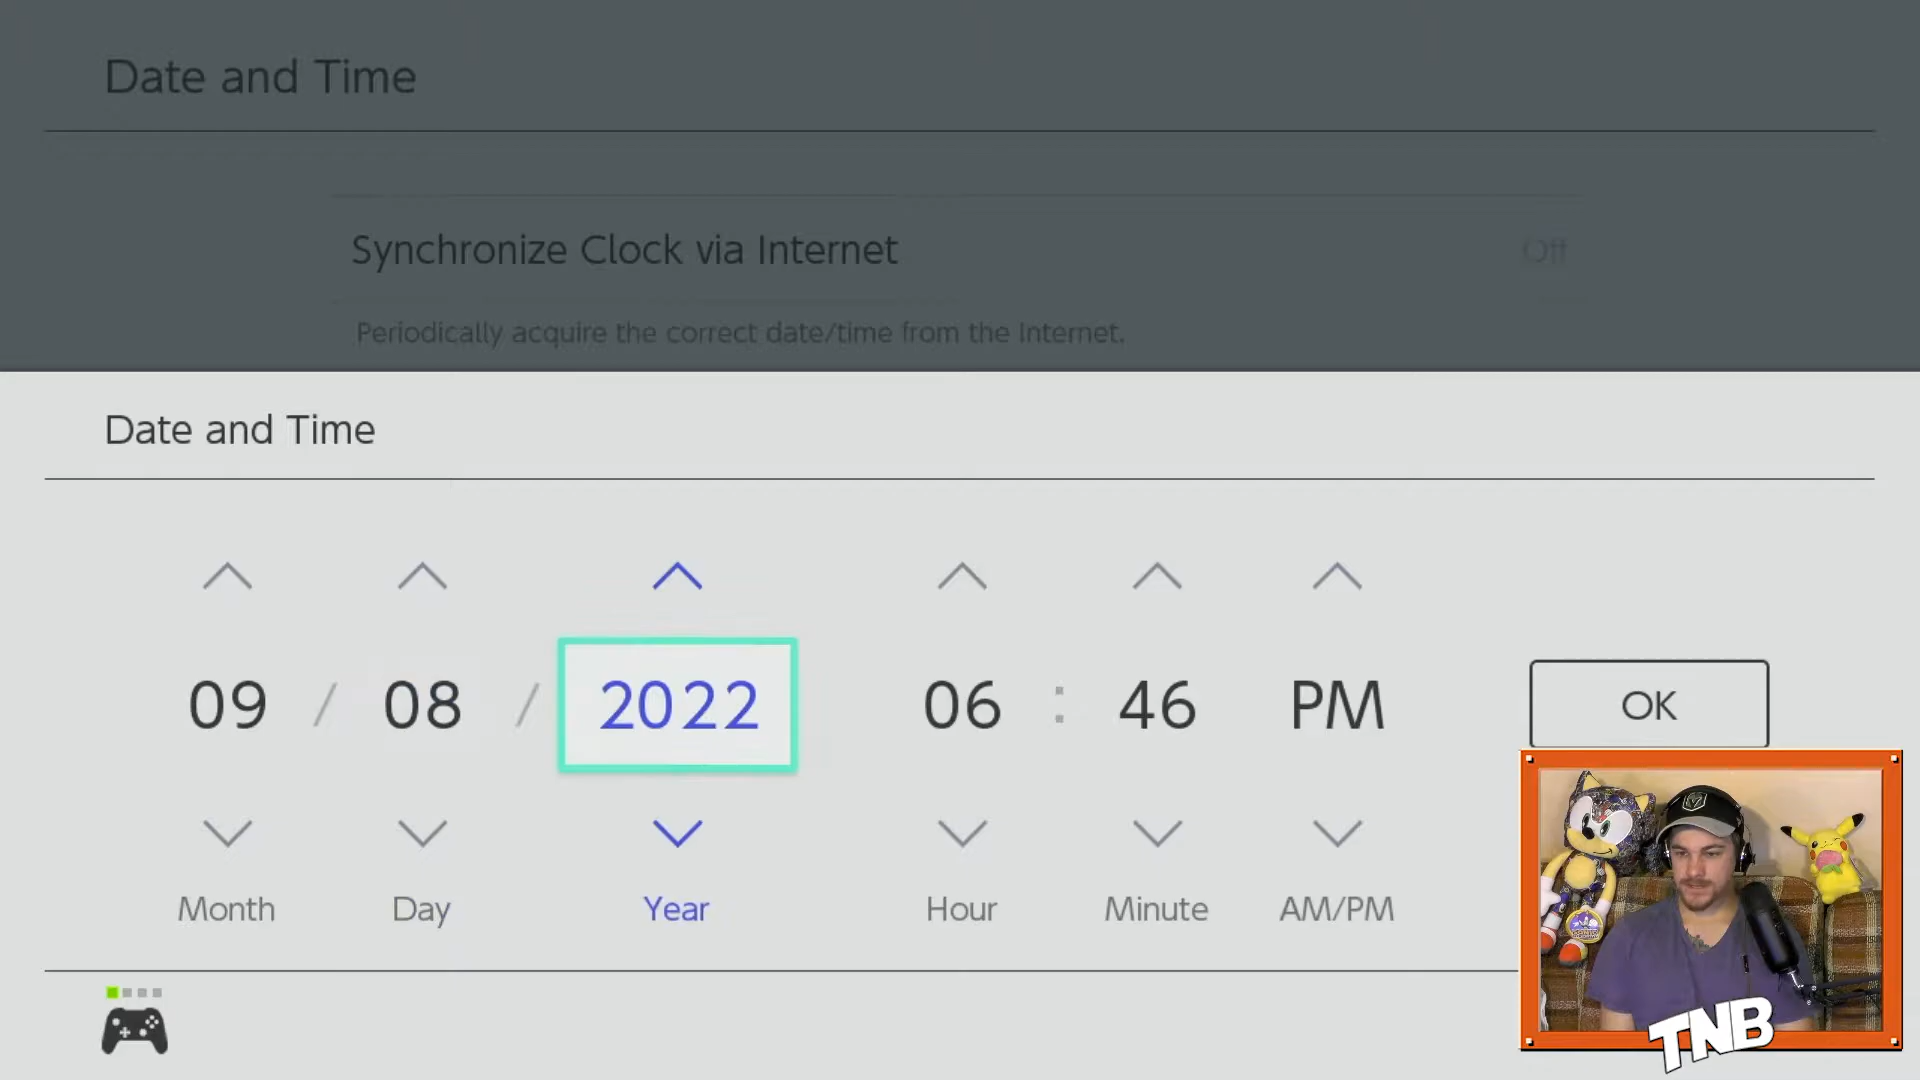 Date and Time
Synchronize Clock via Internet Off
Periodically acquire the correct date/time from the Internet.
Date and Time
09 / 08 / 2022 06 : 46 PM OK
Month Day Year Hour Minute AM/PM
TNB